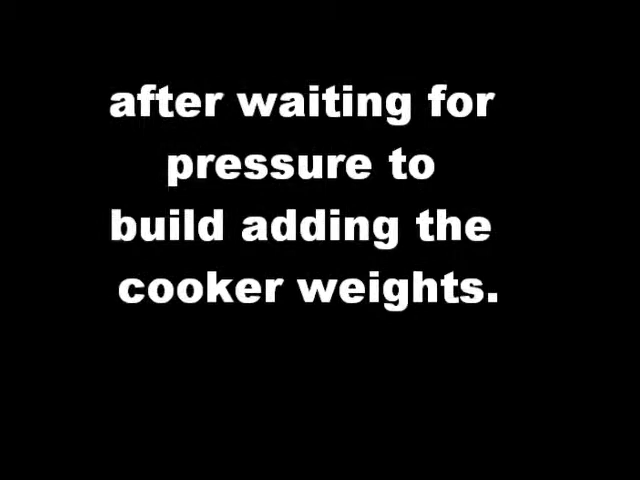 after waiting for
pressure to
build adding the
cooker weights.